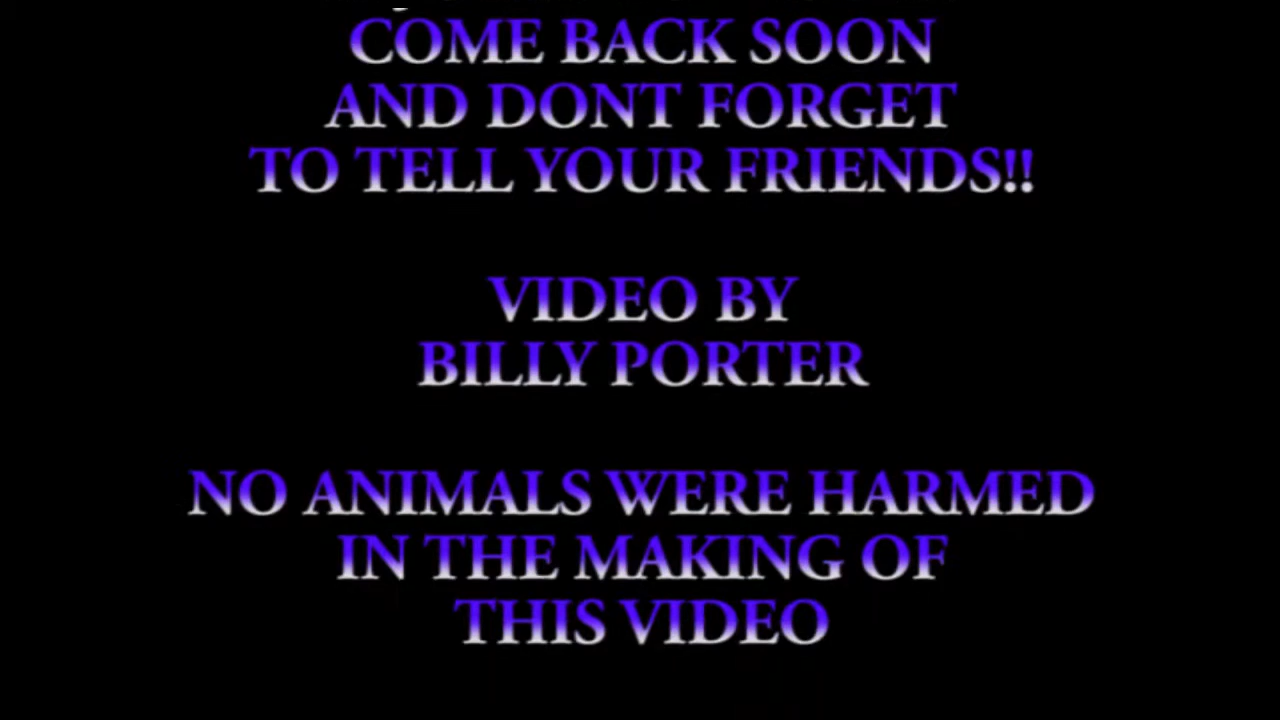 COME BACK SOON
AND DONT FORGET
TO TELL YOUR FRIENDS!!
VIDEO BY
BILLY PORTER
NO ANIMALS WERE HARMED
IN THE MAKING OF
THIS VIDEO